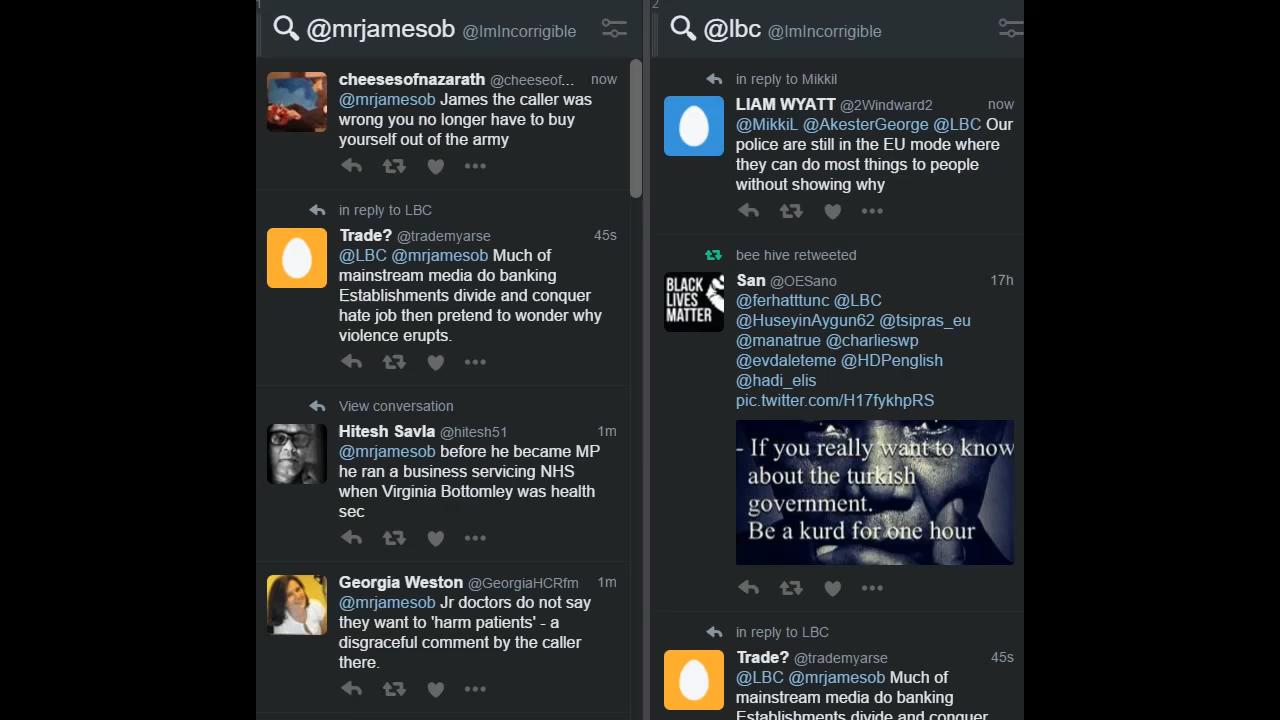 1
@mrjamesob @ImIncorrigible
cheesesofnazarath @cheeseof... now
@mrjamesob James the caller was
wrong you no longer have to buy
yourself out of the army
in reply to LBC
Trade? @trademyarse 45s
@LBC @mrjamesob Much of
mainstream media do banking
Establishments divide and conquer
hate job then pretend to wonder why
violence erupts.
View conversation
Hitesh Savla @hitesh51 1m
@mrjamesob before he became MP
he ran a business servicing NHS
when Virginia Bottomley was health
sec
Georgia Weston @GeorgiaHCRfm 1m
@mrjamesob Jr doctors do not say
they want to 'harm patients' - a
disgraceful comment by the caller
there.
2
@lbc @ImIncorrigible
in reply to Mikkil
LIAM WYATT @2Windward2 now
@MikkiL @AkesterGeorge @LBC Our
police are still in the EU mode where
they can do most things to people
without showing why
bee hive retweeted
San @OESano 17h
BLACK
LIVES
MATTER
@ferhatttunc @LBC
@HuseyinAygun62 @tsipras_eu
@manatrue @charlieswp
@evdaleteme @HDPenglish
@hadi_elis
pic.twitter.com/H17fykhpRS
- If you really want to know
about the turkish
government.
Be a kurd for one hour
in reply to LBC
Trade? @trademyarse 45s
@LBC @mrjamesob Much of
mainstream media do banking
Establishments divide and conquer